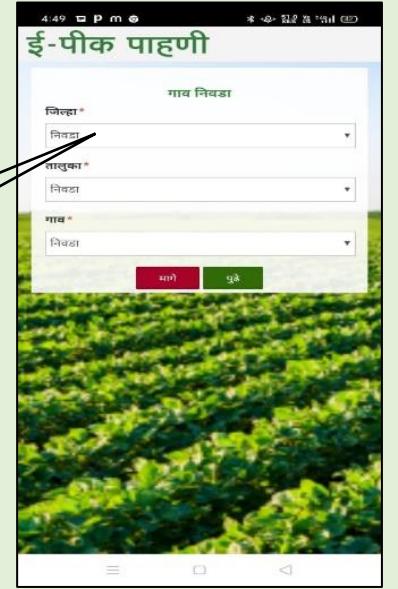 4:49
ई-पीक पाहणी
गाव निवडा
जिल्हा*
निवडा
तालुका*
निवडा
गाव*
निवडा
मागे पुढे